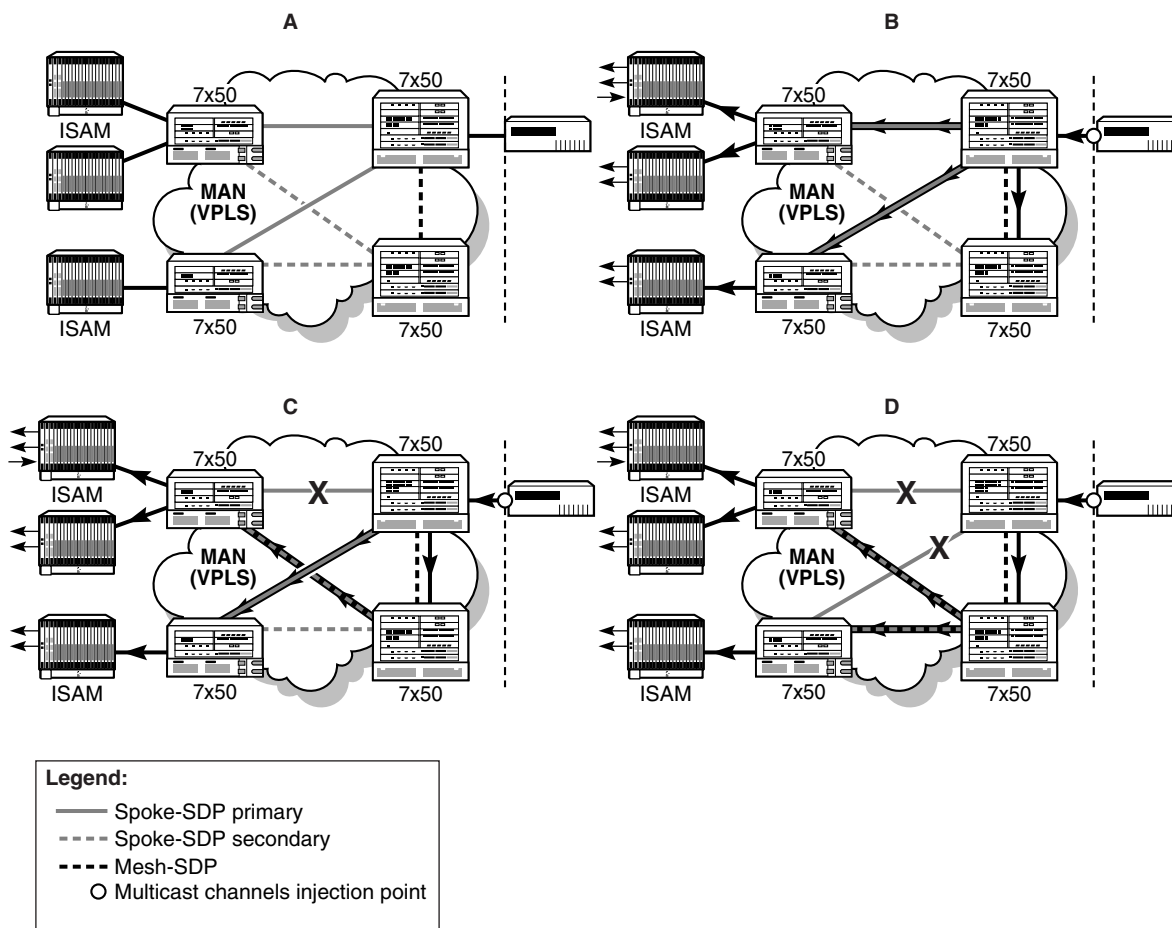 A
7x50
7x50
ISAM
MAN
(VPLS)
ISAM
7x50
7x50
B
7x50
7x50
ISAM
MAN
(VPLS)
ISAM
7x50
7x50
C
7x50
7x50
ISAM
X
MAN
(VPLS)
ISAM
7x50
7x50
D
7x50
7x50
ISAM
X
X
MAN
(VPLS)
ISAM
7x50
7x50
Legend:
Spoke-SDP primary
Spoke-SDP secondary
Mesh-SDP
Multicast channels injection point